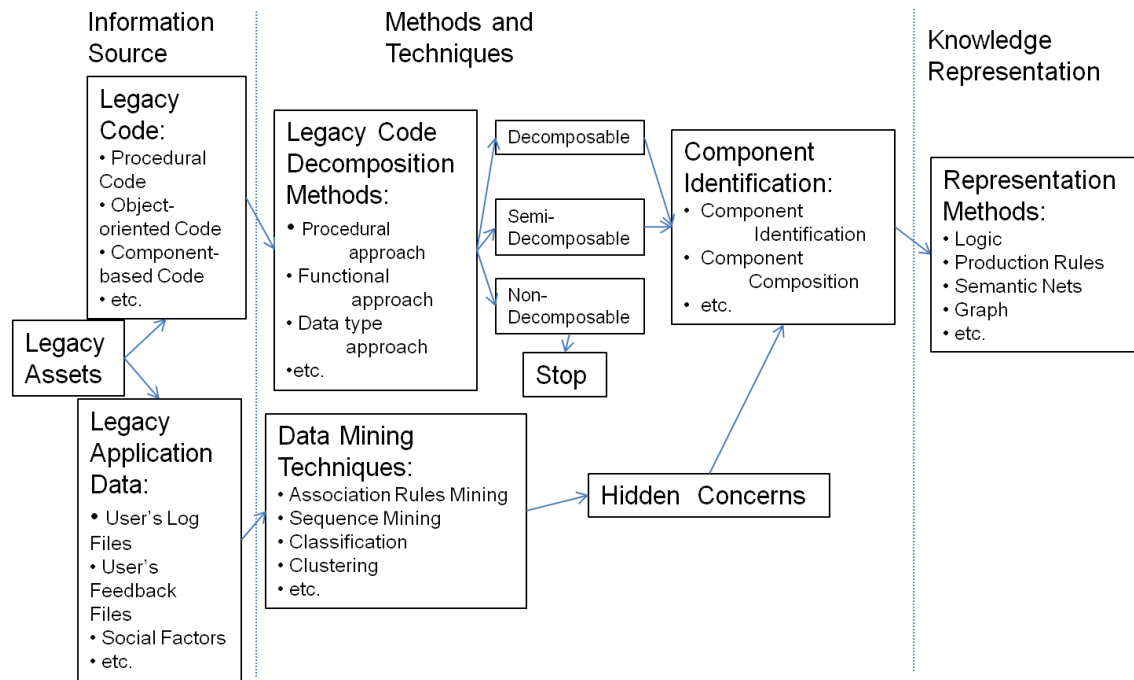 Information
Source
Methods and
Techniques
Knowledge
Representation
Legacy
Code:
• Procedural
Code
• Object-
oriented Code
• Component-
based Code
• etc.
Legacy
Assets
Legacy
Application
Data:
• User's Log
Files
• User's
Feedback
Files
• Social Factors
• etc.
Legacy Code
Decomposition
Methods:
• Procedural
approach
• Functional
approach
• Data type
approach
•etc.
Decomposable
Semi-
Decomposable
Non-
Decomposable
Stop
Data Mining
Techniques:
• Association Rules Mining
• Sequence Mining
• Classification
• Clustering
• etc.
Hidden Concerns
Component
Identification:
• Component
Identification
• Component
Composition
• etc.
Representation
Methods:
• Logic
• Production Rules
• Semantic Nets
• Graph
• etc.